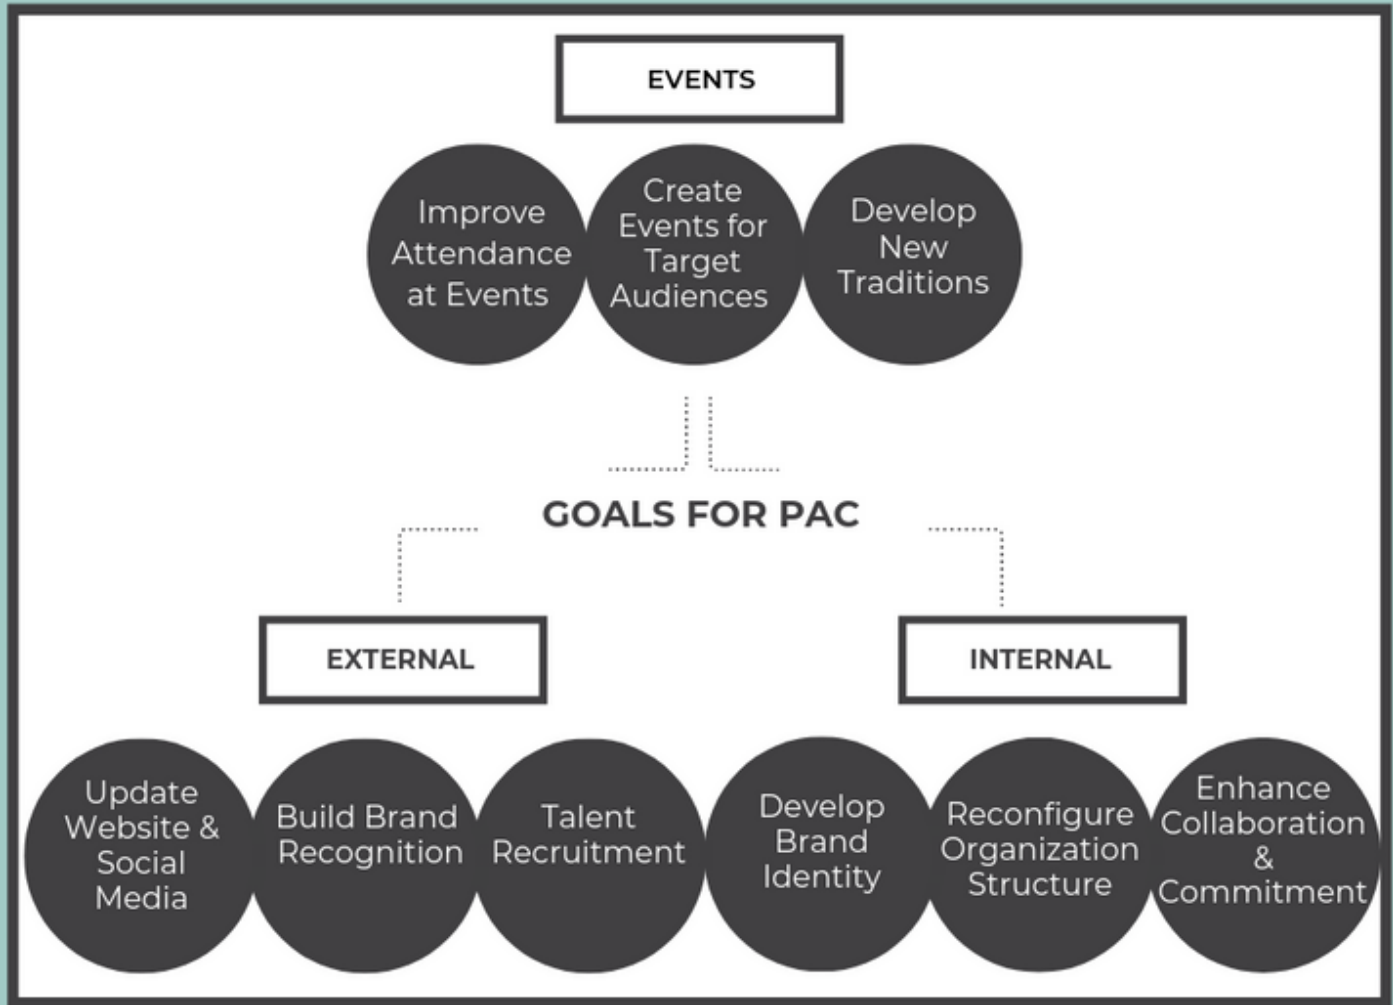 EVENTS
Improve
Attendance
at Events
Create
Events for
Target
Audiences
Develop
New
Traditions
GOALS FOR PAC
EXTERNAL
INTERNAL
Update
Website &
Social
Media
Build Brand
Recognition
Talent
Recruitment
Develop
Brand
Identity
Reconfigure
Organization
Structure
Enhance
Collaboration
&
Commitment